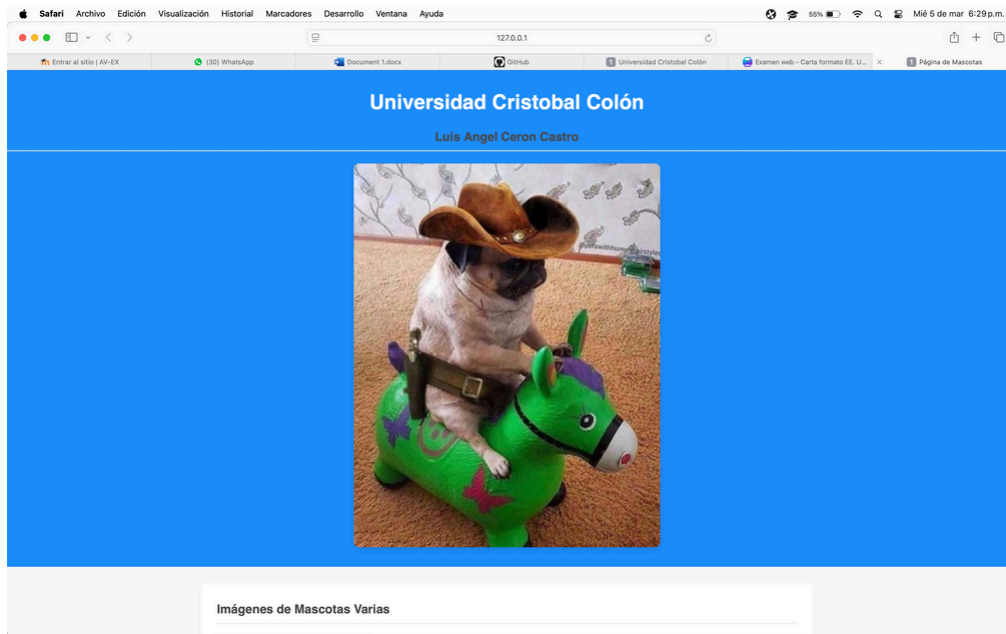 Safari Archivo Edición Visualización Historial Marcadores Desarrollo Ventana Ayuda 55% Mié 5 de mar 6:29 p.m.
127.0.0.1
Entrar al sitio | AV-EX (30) WhatsApp Document 1.docx GitHub 1 Universidad Cristobal Colón Examen web - Carta formato EE. U... 1 Página de Mascotas
Universidad Cristobal Colón
Luis Angel Ceron Castro
Imágenes de Mascotas Varias